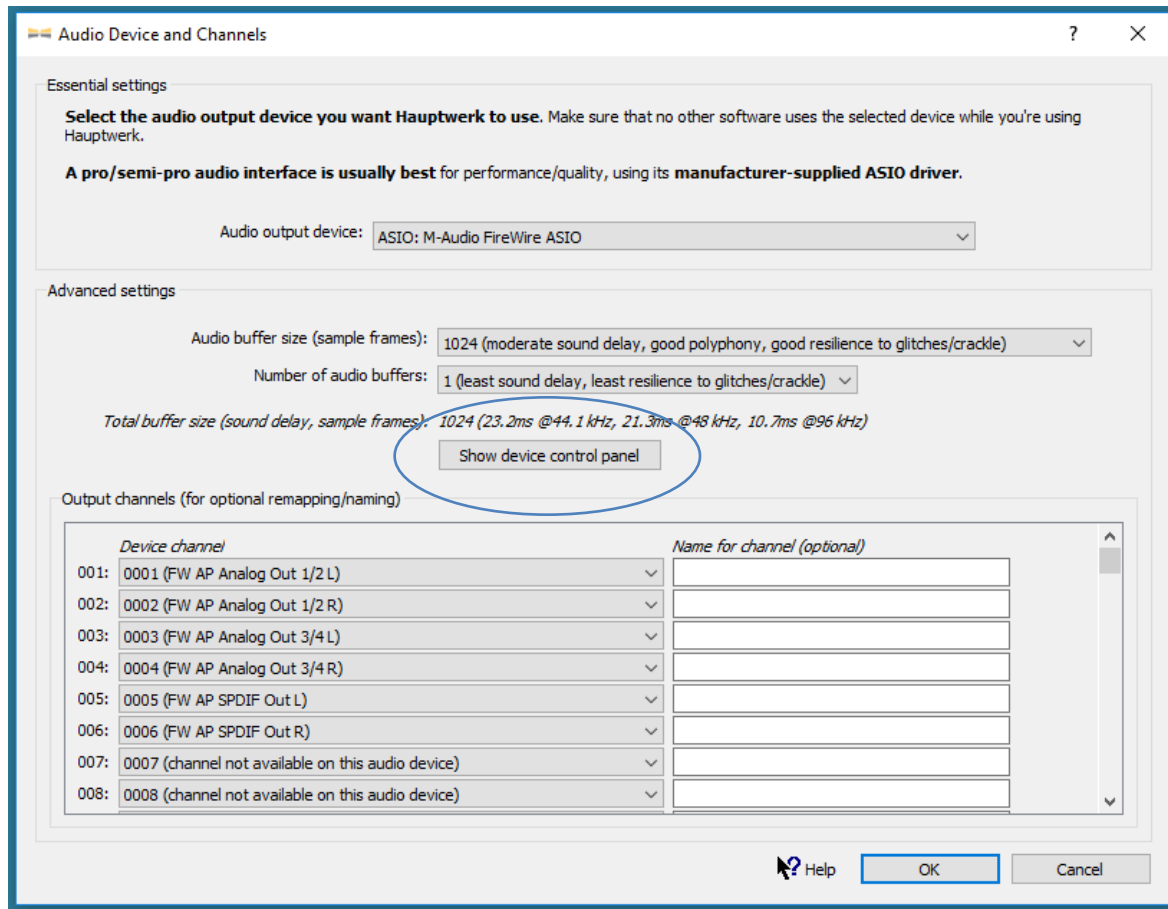 Audio Device and Channels
?
Essential settings
Select the audio output device you want Hauptwerk to use. Make sure that no other software uses the selected device while you're using
Hauptwerk.
A pro/semi-pro audio interface is usually best for performance/quality, using its manufacturer-supplied ASIO driver.
Audio output device: ASIO: M-Audio FireWire ASIO
Advanced settings
Audio buffer size (sample frames): 1024 (moderate sound delay, good polyphony, good resilience to glitches/crackle)
Number of audio buffers: 1 (least sound delay, least resilience to glitches/crackle)
Total buffer size (sound delay, sample frames): 1024 (23.2ms @44.1 kHz, 21.3ms @48 kHz, 10.7ms @96 kHz)
Show device control panel
Output channels (for optional remapping/naming)
Device channel Name for channel (optional)
001: 0001 (FW AP Analog Out 1/2 L)
002: 0002 (FW AP Analog Out 1/2 R)
003: 0003 (FW AP Analog Out 3/4 L)
004: 0004 (FW AP Analog Out 3/4 R)
005: 0005 (FW AP SPDIF Out L)
006: 0006 (FW AP SPDIF Out R)
007: 0007 (channel not available on this audio device)
008: 0008 (channel not available on this audio device)
? Help OK Cancel